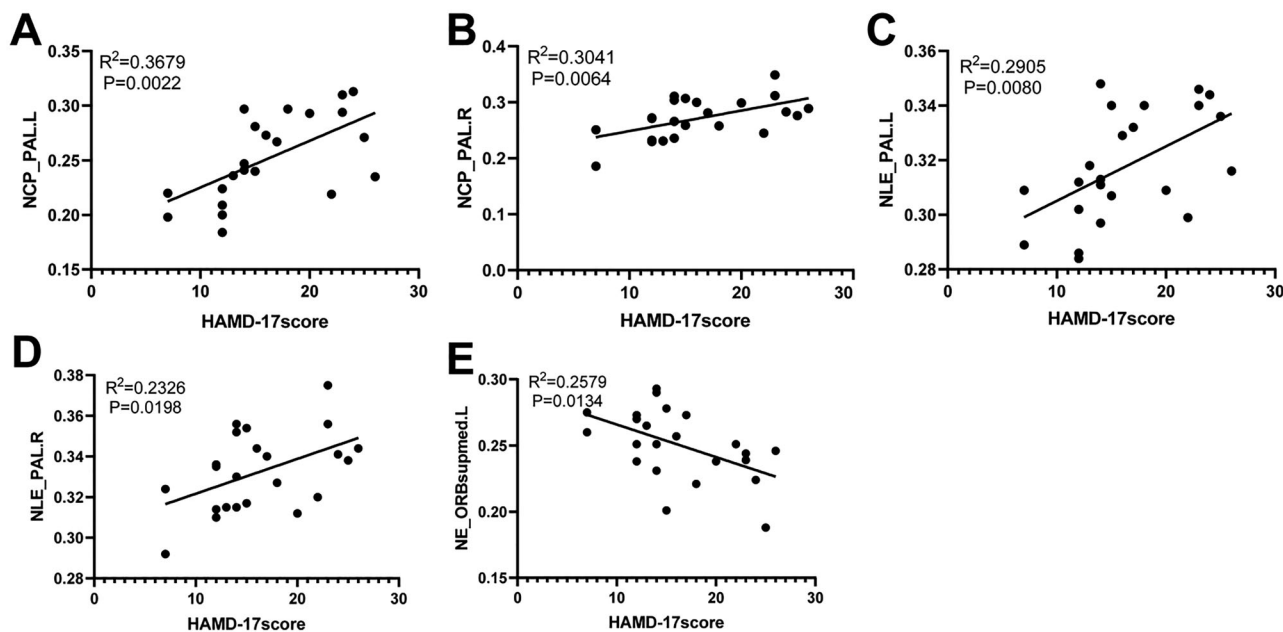 A
R²=0.3679
P=0.0022
NCP_PAL.L
0.35
0.30
0.25
0.20
0.15
0 10 20 30
HAMD-17score
B
R²=0.3041
P=0.0064
NCP_PAL.R
0.4
0.3
0.2
0.1
0.0
0 10 20 30
HAMD-17score
C
R²=0.2905
P=0.0080
NLE_PAL.L
0.36
0.34
0.32
0.30
0.28
0 10 20 30
HAMD-17score
D
R²=0.2326
P=0.0198
NLE_PAL.R
0.38
0.36
0.34
0.32
0.30
0.28
0 10 20 30
HAMD-17score
E
R²=0.2579
P=0.0134
NE_ORBsupmed.L
0.30
0.25
0.20
0.15
0 10 20 30
HAMD-17score